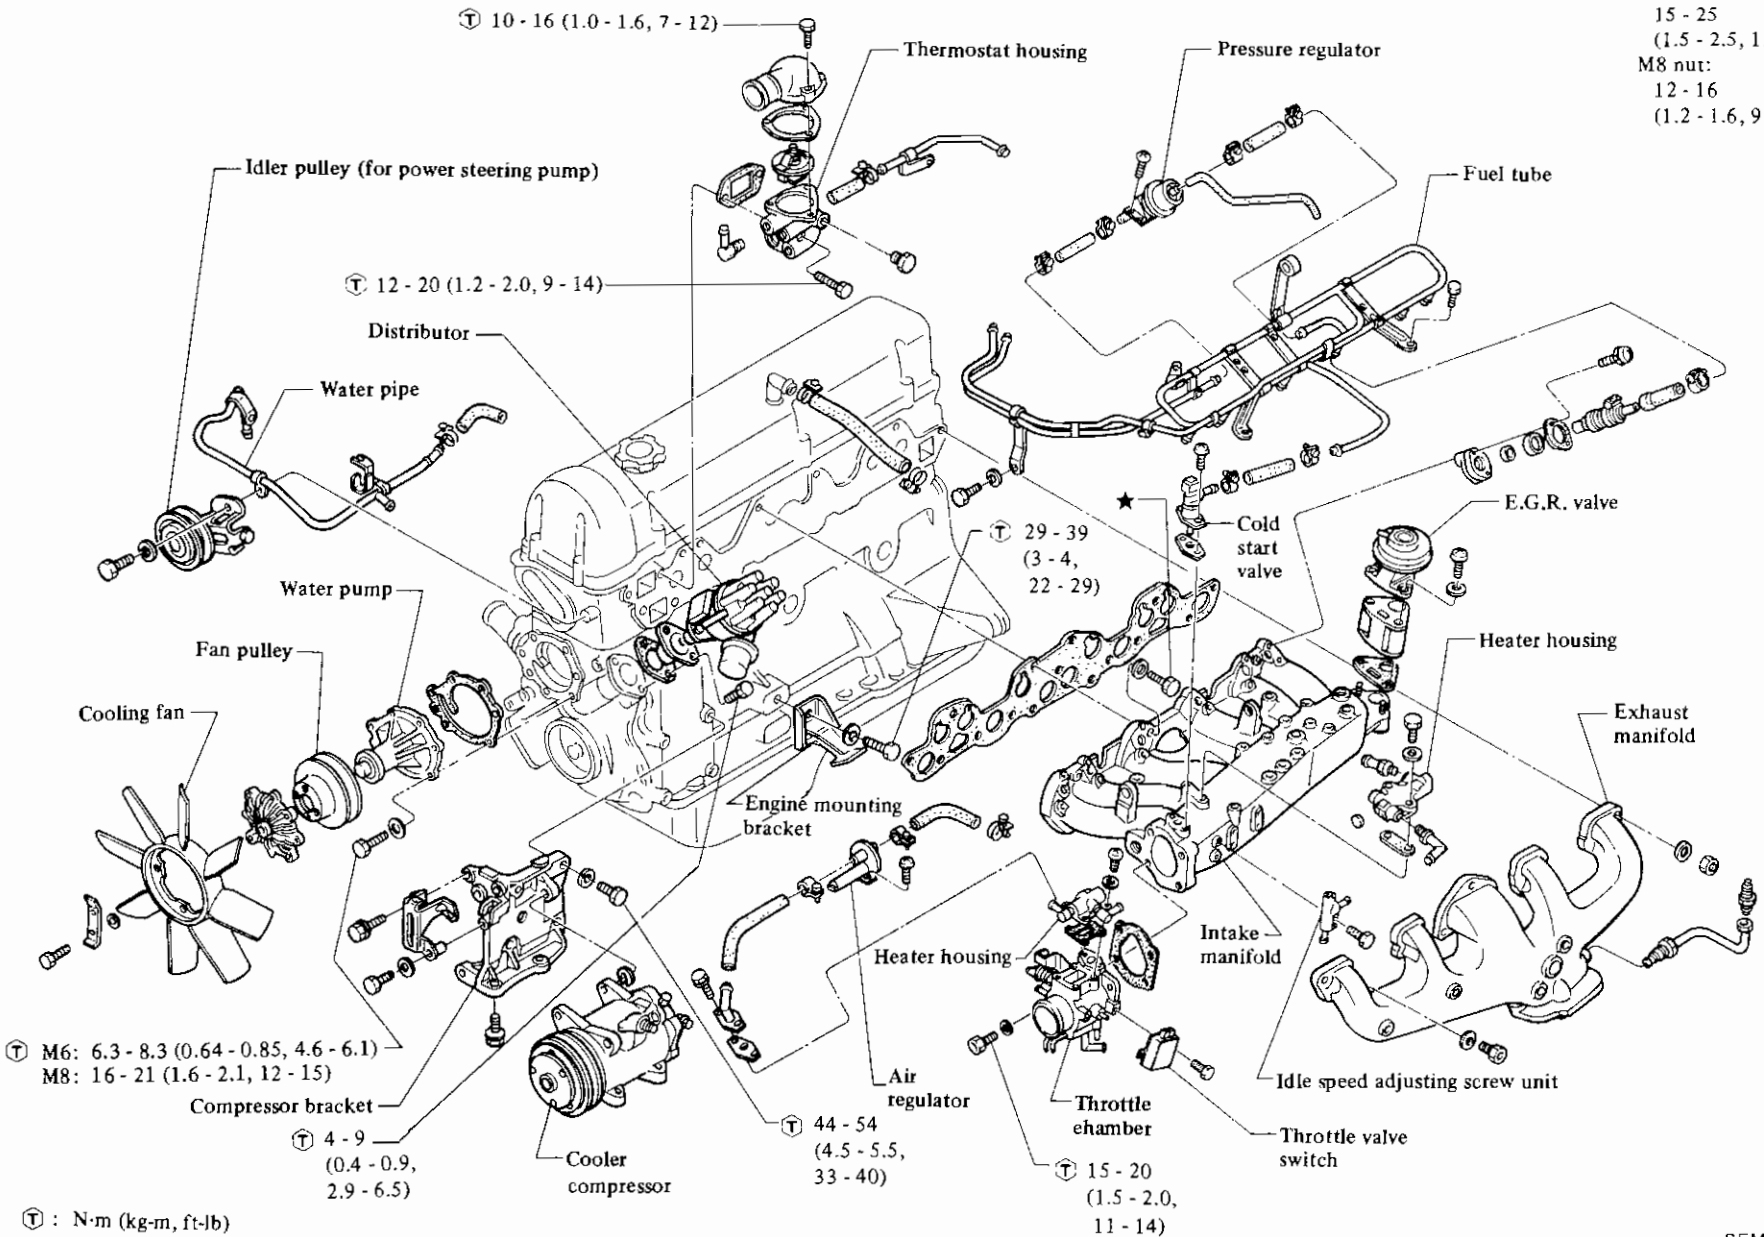 Ⓣ 10 - 16 (1.0 - 1.6, 7 - 12)
Thermostat housing
Pressure regulator
15 - 25
(1.5 - 2.5, 1
M8 nut:
12 - 16
(1.2 - 1.6, 9
Idler pulley (for power steering pump)
Fuel tube
Ⓣ 12 - 20 (1.2 - 2.0, 9 - 14)
Distributor
Water pipe
★
E.G.R. valve
Cold
start
valve
Ⓣ 29 - 39
(3 - 4,
22 - 29)
Water pump
Fan pulley
Heater housing
Cooling fan
Exhaust
manifold
Engine mounting
bracket
Intake
manifold
Heater housing
Ⓣ M6: 6.3 - 8.3 (0.64 - 0.85, 4.6 - 6.1)
M8: 16 - 21 (1.6 - 2.1, 12 - 15)
Air
regulator
Idle speed adjusting screw unit
Compressor bracket
Throttle
ehamber
Ⓣ 4 - 9
(0.4 - 0.9,
2.9 - 6.5)
Ⓣ 44 - 54
(4.5 - 5.5,
33 - 40)
Throttle valve
switch
Cooler
compressor
Ⓣ 15 - 20
(1.5 - 2.0,
11 - 14)
Ⓣ : N·m (kg-m, ft-lb)